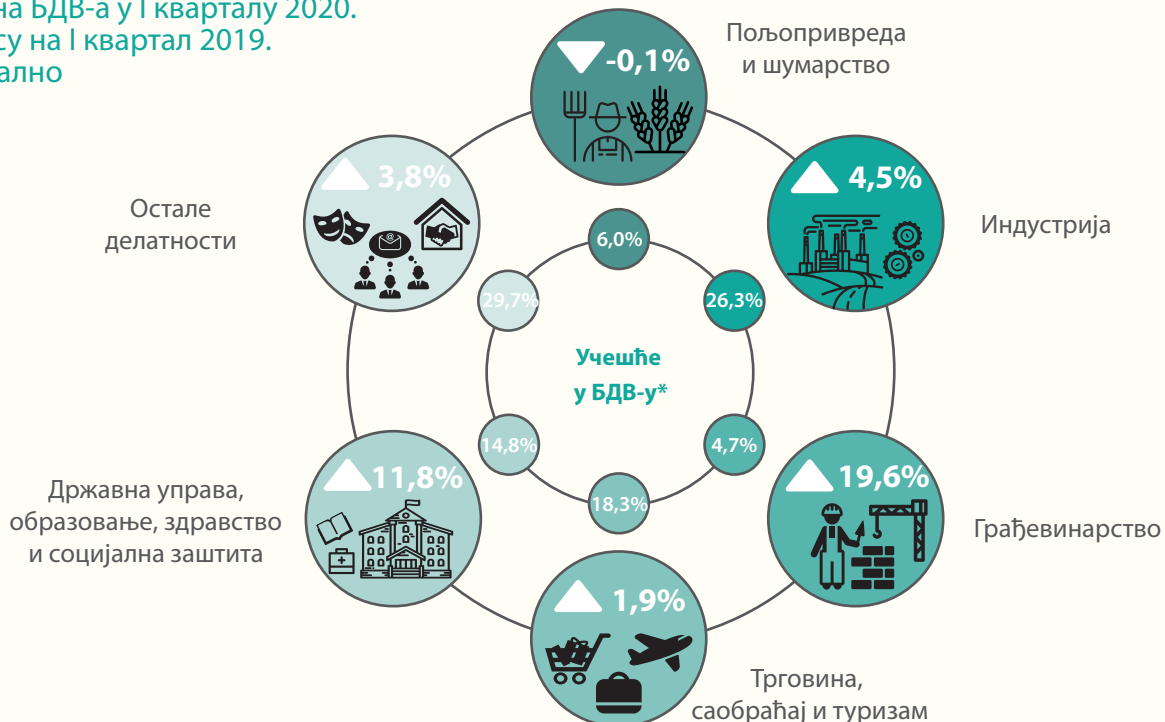 на БДВ-а у I кварталу 2020.
су на I квартал 2019.
ално
-0,1%
Пољопривреда
и шумарство
3,8%
Остале
делатности
4,5%
Индустрија
6,0%
29,7%
26,3%
Учешће
у БДВ-у*
14,8%
4,7%
18,3%
11,8%
Државна управа,
образовање, здравство
и социјална заштита
19,6%
Грађевинарство
1,9%
Трговина,
саобраћај и туризам